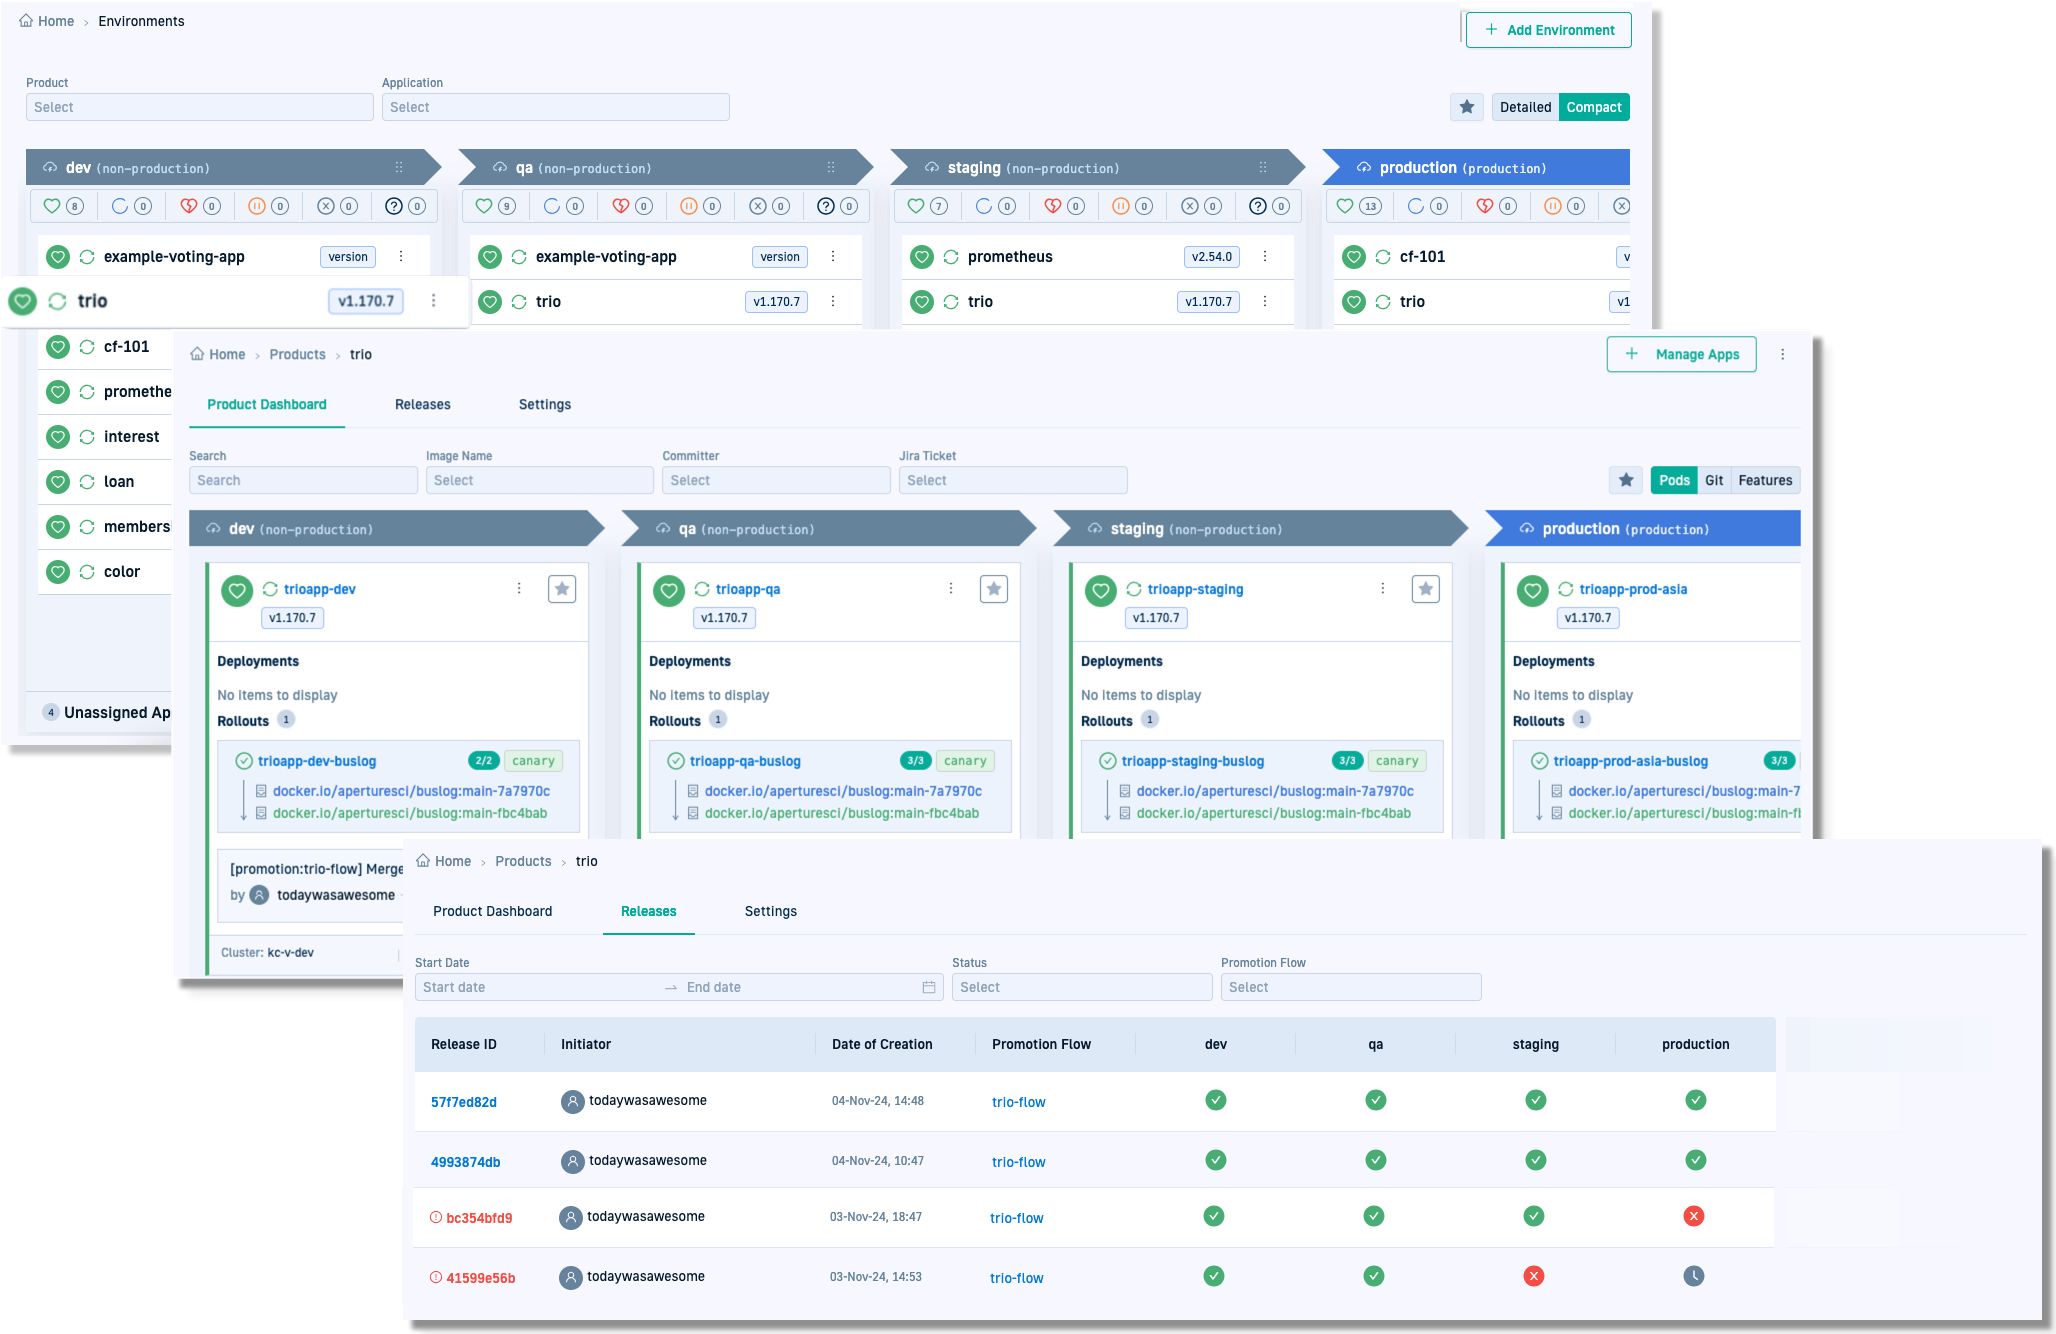 Home > Environments
+ Add Environment
Product
Application
Select
Select
Detailed Compact
dev (non-production)
qa (non-production)
staging (non-production)
production (production)
8 0 0 0 0 ? 0
9 0 0 0 0 ? 0
7 0 0 0 0 ? 0
13 0 0 0
example-voting-app version
example-voting-app version
prometheus v2.54.0
cf-101 v
trio v1.170.7
trio v1.170.7
trio v1.170.7
trio v1
cf-101
promethe
interest
loan
members
color
4 Unassigned Ap
Home > Products > trio
+ Manage Apps
Product Dashboard Releases Settings
Search
Image Name
Committer
Jira Ticket
Search
Select
Select
Select
Pods Git Features
dev (non-production)
qa (non-production)
staging (non-production)
production (production)
trioapp-dev
v1.170.7
Deployments
No items to display
Rollouts 1
trioapp-dev-buslog 2/2 canary
docker.io/aperturesci/buslog:main-7a7970c
docker.io/aperturesci/buslog:main-fbc4bab
[promotion:trio-flow] Merge
by todaywasawesome
Cluster: kc-v-dev
trioapp-qa
v1.170.7
Deployments
No items to display
Rollouts 1
trioapp-qa-buslog 3/3 canary
docker.io/aperturesci/buslog:main-7a7970c
docker.io/aperturesci/buslog:main-fbc4bab
trioapp-staging
v1.170.7
Deployments
No items to display
Rollouts 1
trioapp-staging-buslog 3/3 canary
docker.io/aperturesci/buslog:main-7a7970c
docker.io/aperturesci/buslog:main-fbc4bab
trioapp-prod-asia
v1.170.7
Deployments
No items to display
Rollouts 1
trioapp-prod-asia-buslog 3/3
docker.io/aperturesci/buslog:main-7
docker.io/aperturesci/buslog:main-f
Home > Products > trio
Product Dashboard Releases Settings
Start Date
Status
Promotion Flow
Start date → End date
Select
Select
Release ID Initiator Date of Creation Promotion Flow dev qa staging production
57f7ed82d todaywasawesome 04-Nov-24, 14:48 trio-flow
4993874db todaywasawesome 04-Nov-24, 10:47 trio-flow
bc354bfd9 todaywasawesome 03-Nov-24, 18:47 trio-flow
41599e56b todaywasawesome 03-Nov-24, 14:53 trio-flow